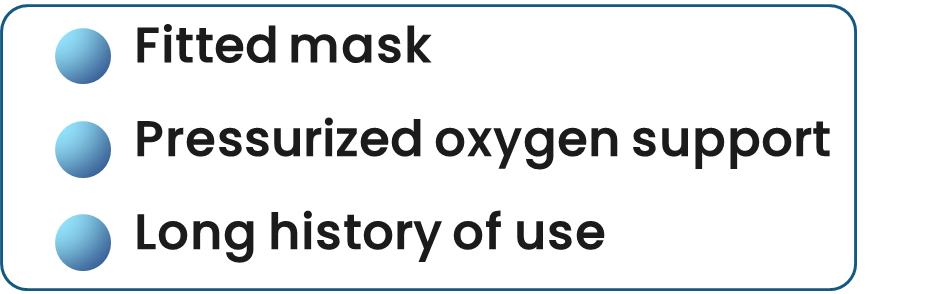 Fitted mask
Pressurized oxygen support
Long history of use